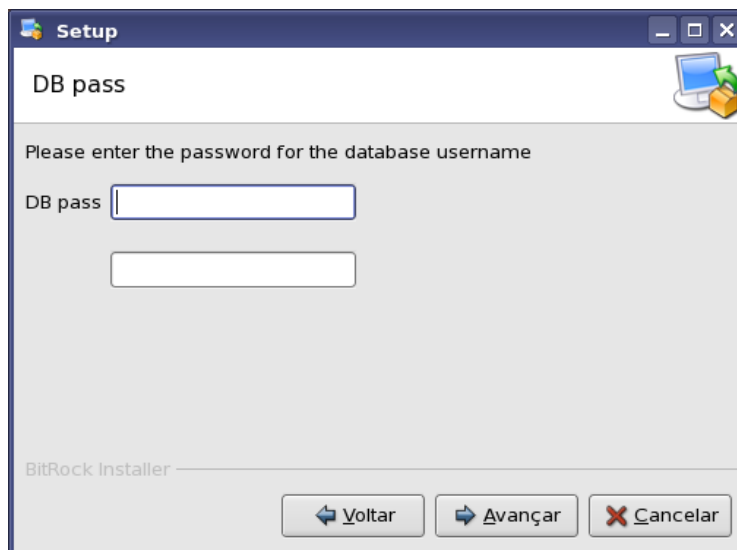 Setup
DB pass
Please enter the password for the database username
DB pass
BitRock Installer
Voltar Avançar Cancelar